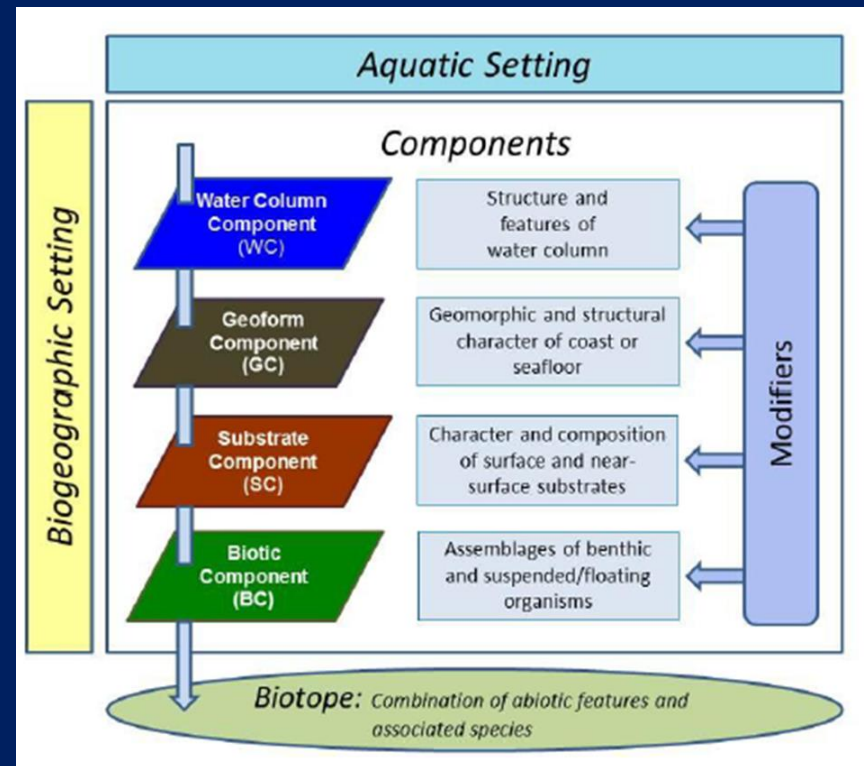 Aquatic Setting
Biogeographic Setting
Components
Water Column
Component
(WC)
Structure and
features of
water column
Geoform
Component
(GC)
Geomorphic and structural
character of coast or
seafloor
Substrate
Component
(SC)
Character and composition
of surface and near-
surface substrates
Biotic
Component
(BC)
Assemblages of benthic
and suspended/floating
organisms
Modifiers
Biotope: Combination of abiotic features and
associated species